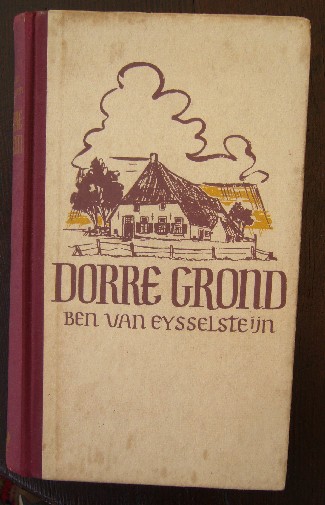 DORRE GROND
BEN VAN EYSSELSTEIJN